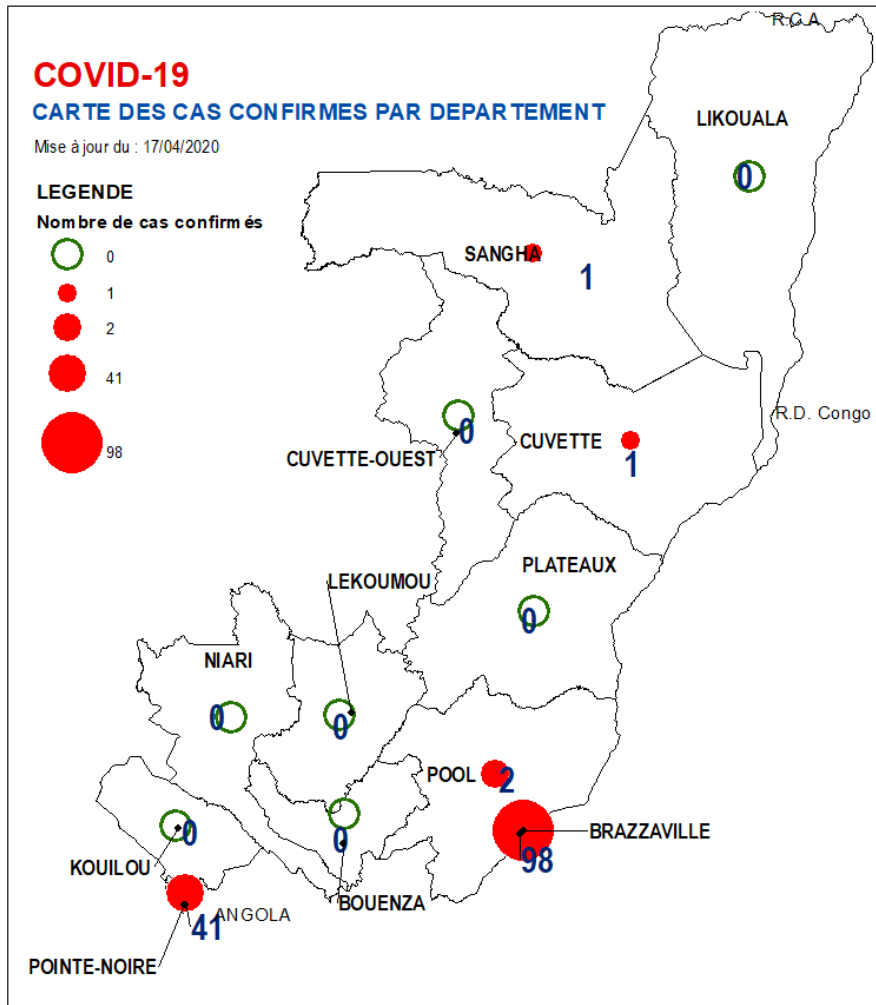 R.C.A
COVID-19
CARTE DES CAS CONFIRMES PAR DEPARTEMENT
Mise à jour du : 17/04/2020
LIKOUALA
0
LEGENDE
Nombre de cas confirmés
0
1
2
41
98
SANGHA
1
R.D. Congo
0
CUVETTE-OUEST
CUVETTE
1
PLATEAUX
0
LEKOUMOU
0
NIARI
0
POOL
2
BRAZZAVILLE
98
KOUILOU
0
0
BOUENZA
ANGOLA
41
POINTE-NOIRE